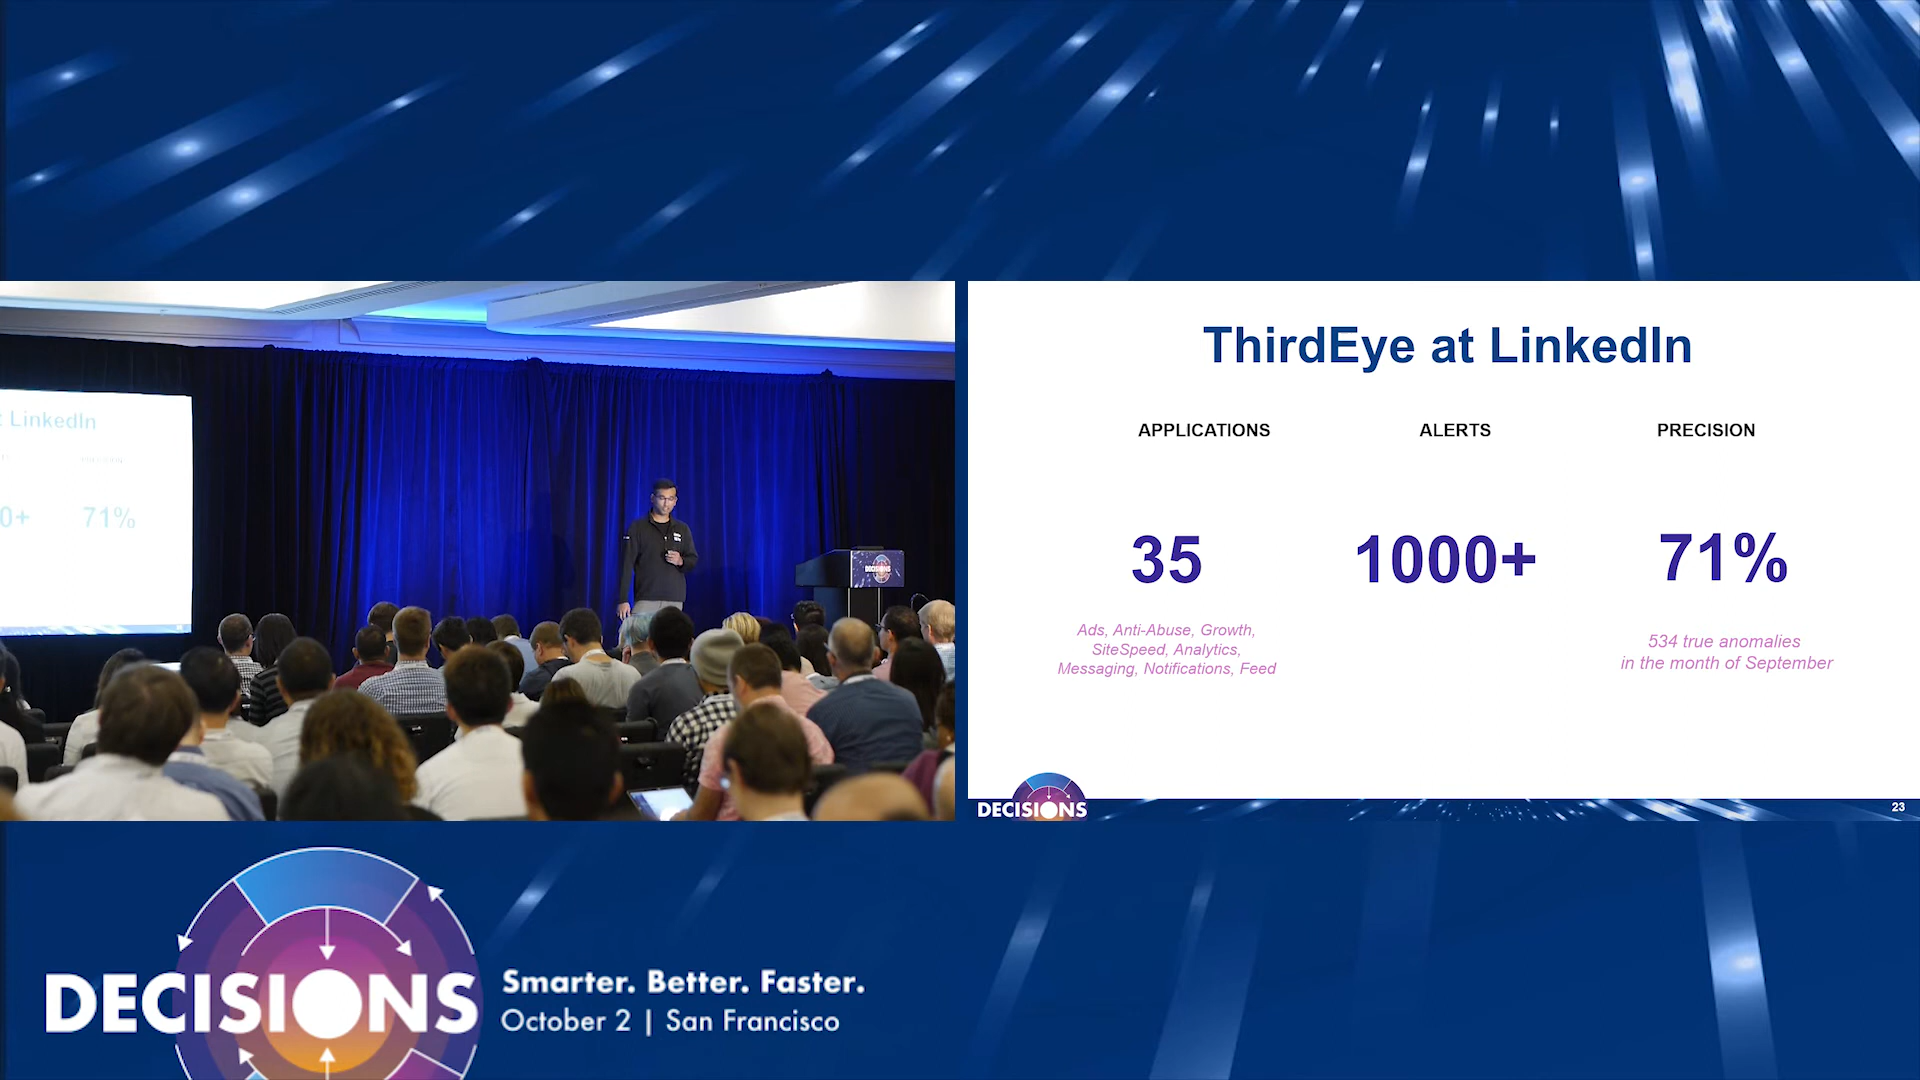 t LinkedIn
0+
71%
DECISIONS
ThirdEye at LinkedIn
APPLICATIONS
ALERTS
PRECISION
35
1000+
71%
Ads, Anti-Abuse, Growth,
SiteSpeed, Analytics,
Messaging, Notifications, Feed
534 true anomalies
in the month of September
DECISIONS
23
DECISIONS
Smarter. Better. Faster.
October 2 | San Francisco